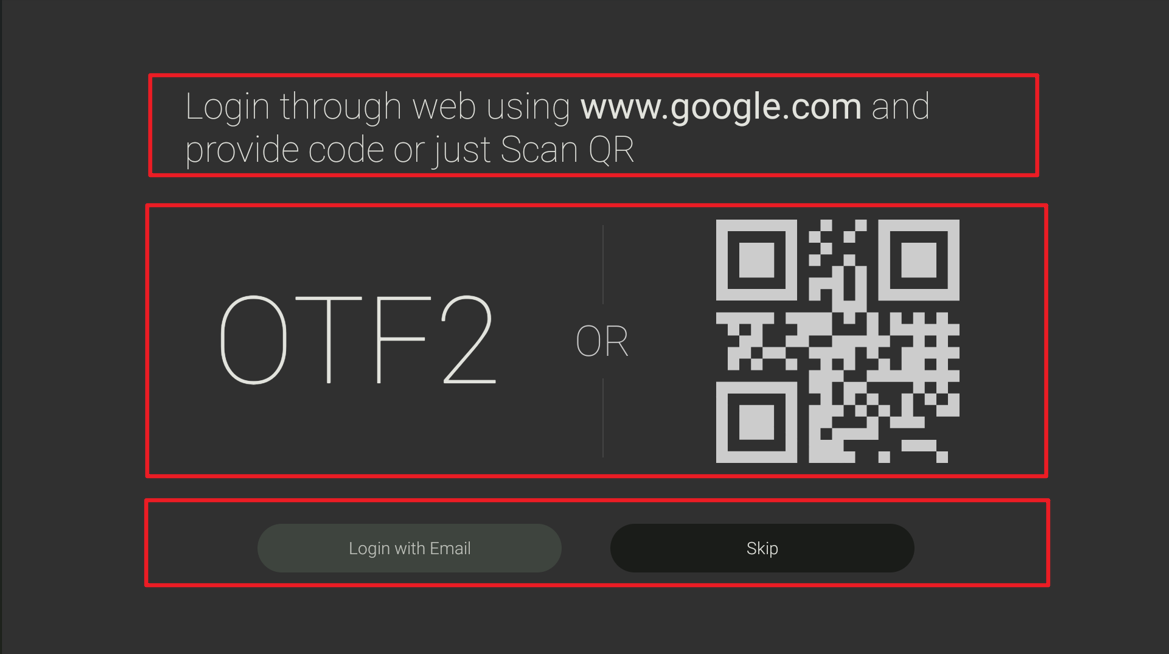 Login through web using www.google.com and
provide code or just Scan QR
OTF2
OR
Login with Email
Skip